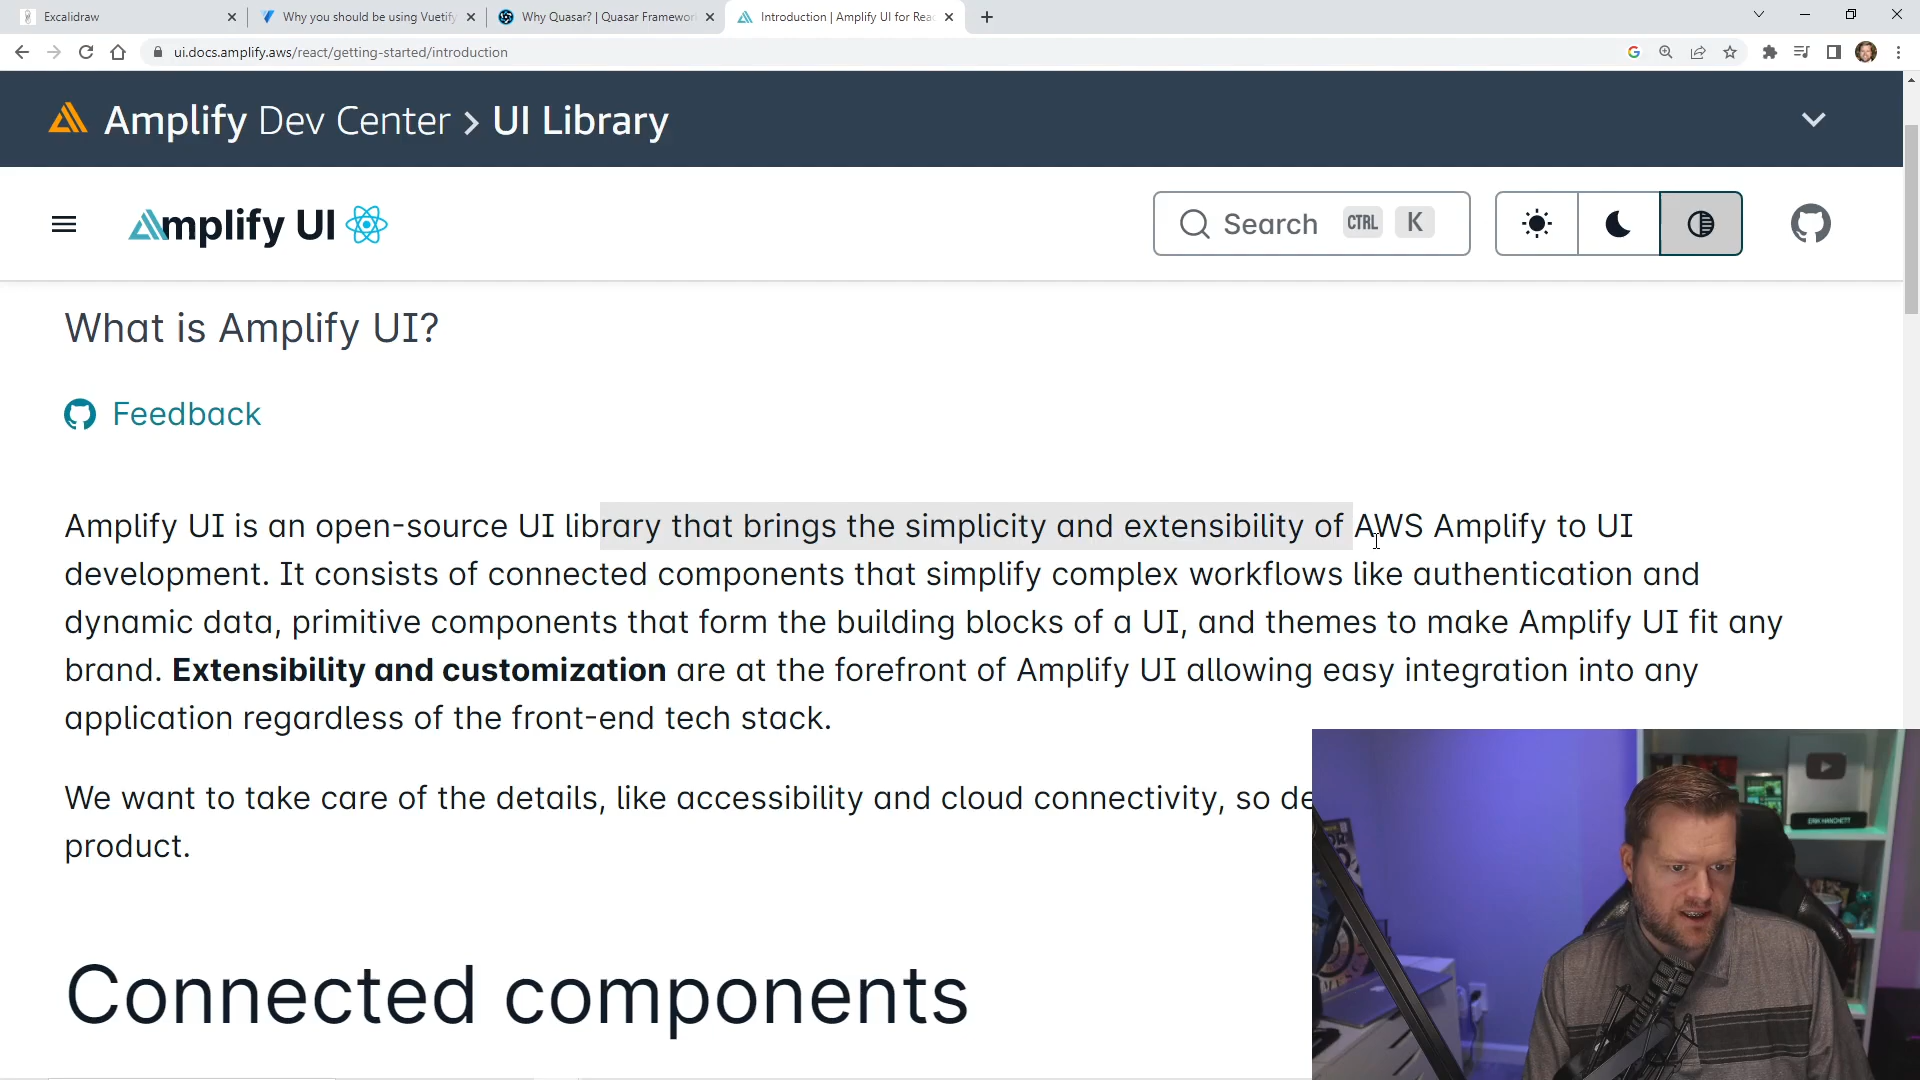 Excalidraw
Why you should be using Vuetify
Why Quasar? | Quasar Framewor
Introduction | Amplify UI for Rea
ui.docs.amplify.aws/react/getting-started/introduction
Amplify Dev Center > UI Library
Amplify UI
Search CTRL K
What is Amplify UI?
Feedback
Amplify UI is an open-source UI library that brings the simplicity and extensibility of AWS Amplify to UI
development. It consists of connected components that simplify complex workflows like authentication and
dynamic data, primitive components that form the building blocks of a UI, and themes to make Amplify UI fit any
brand. Extensibility and customization are at the forefront of Amplify UI allowing easy integration into any
application regardless of the front-end tech stack.
We want to take care of the details, like accessibility and cloud connectivity, so de
product.
ERIK HANCHETT
Connected components